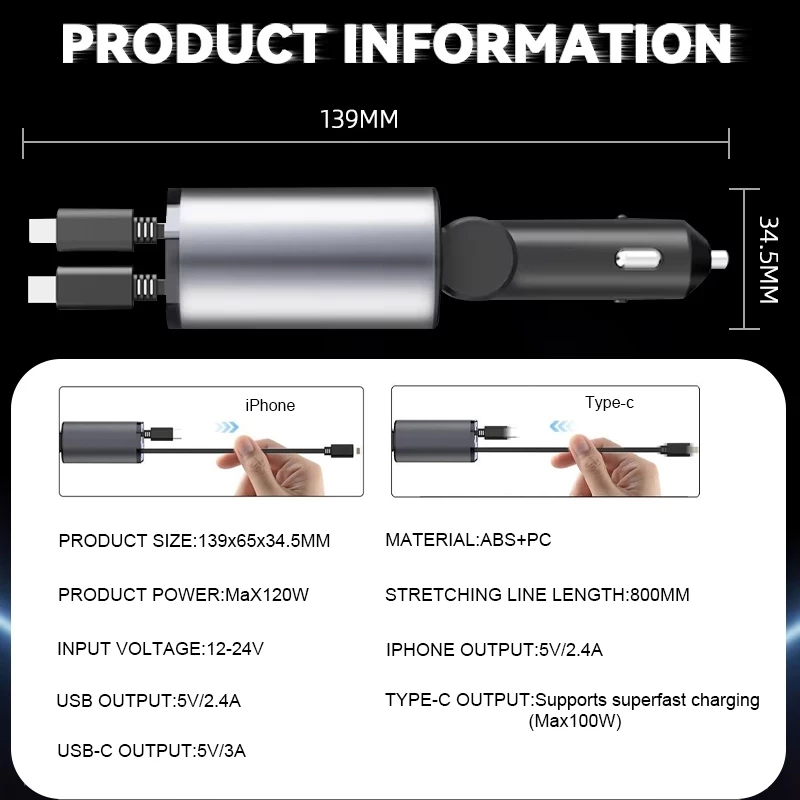 PRODUCT INFORMATION
139MM
34.5MM
iPhone
Type-c
PRODUCT SIZE:139x65x34.5MM
MATERIAL:ABS+PC
PRODUCT POWER:MaX120W
STRETCHING LINE LENGTH:800MM
INPUT VOLTAGE:12-24V
IPHONE OUTPUT:5V/2.4A
USB OUTPUT:5V/2.4A
TYPE-C OUTPUT:Supports superfast charging
(Max100W)
USB-C OUTPUT:5V/3A